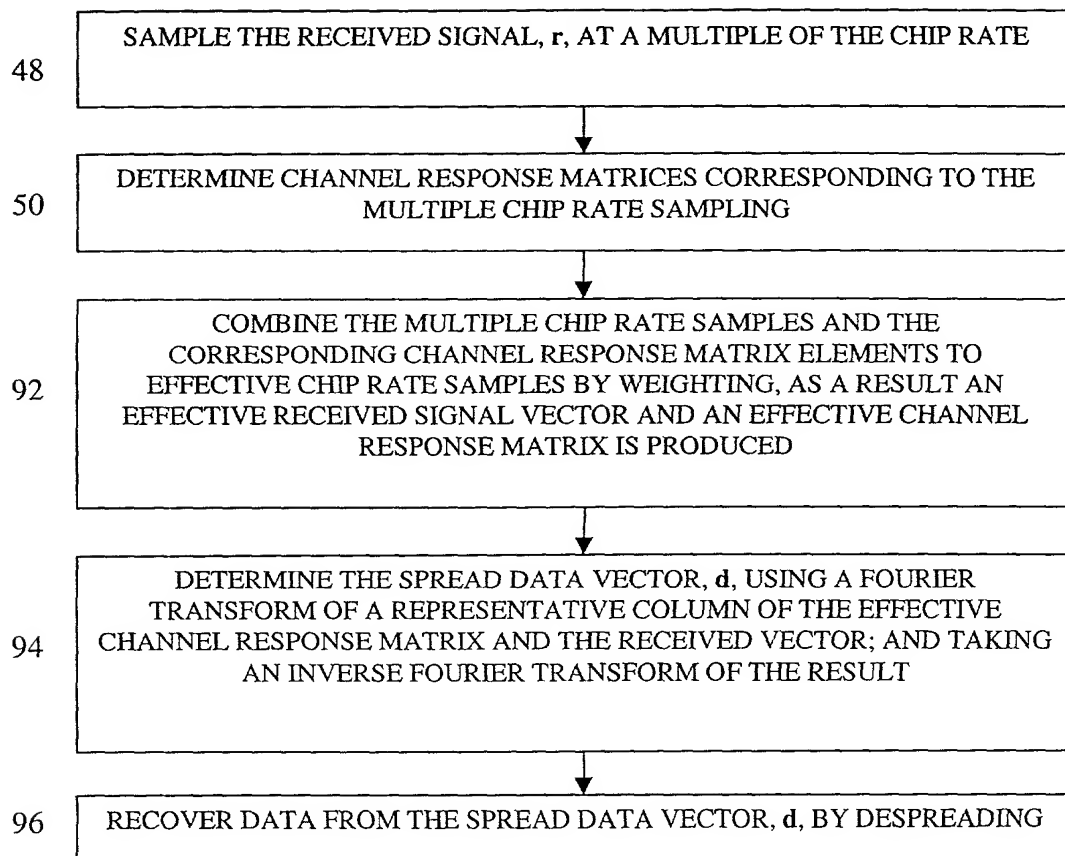 SAMPLE THE RECEIVED SIGNAL, r, AT A MULTIPLE OF THE CHIP RATE
48
DETERMINE CHANNEL RESPONSE MATRICES CORRESPONDING TO THE
MULTIPLE CHIP RATE SAMPLING
50
COMBINE THE MULTIPLE CHIP RATE SAMPLES AND THE
CORRESPONDING CHANNEL RESPONSE MATRIX ELEMENTS TO
EFFECTIVE CHIP RATE SAMPLES BY WEIGHTING, AS A RESULT AN
EFFECTIVE RECEIVED SIGNAL VECTOR AND AN EFFECTIVE CHANNEL
RESPONSE MATRIX IS PRODUCED
92
DETERMINE THE SPREAD DATA VECTOR, d, USING A FOURIER
TRANSFORM OF A REPRESENTATIVE COLUMN OF THE EFFECTIVE
CHANNEL RESPONSE MATRIX AND THE RECEIVED VECTOR; AND TAKING
AN INVERSE FOURIER TRANSFORM OF THE RESULT
94
RECOVER DATA FROM THE SPREAD DATA VECTOR, d, BY DESPREADING
96